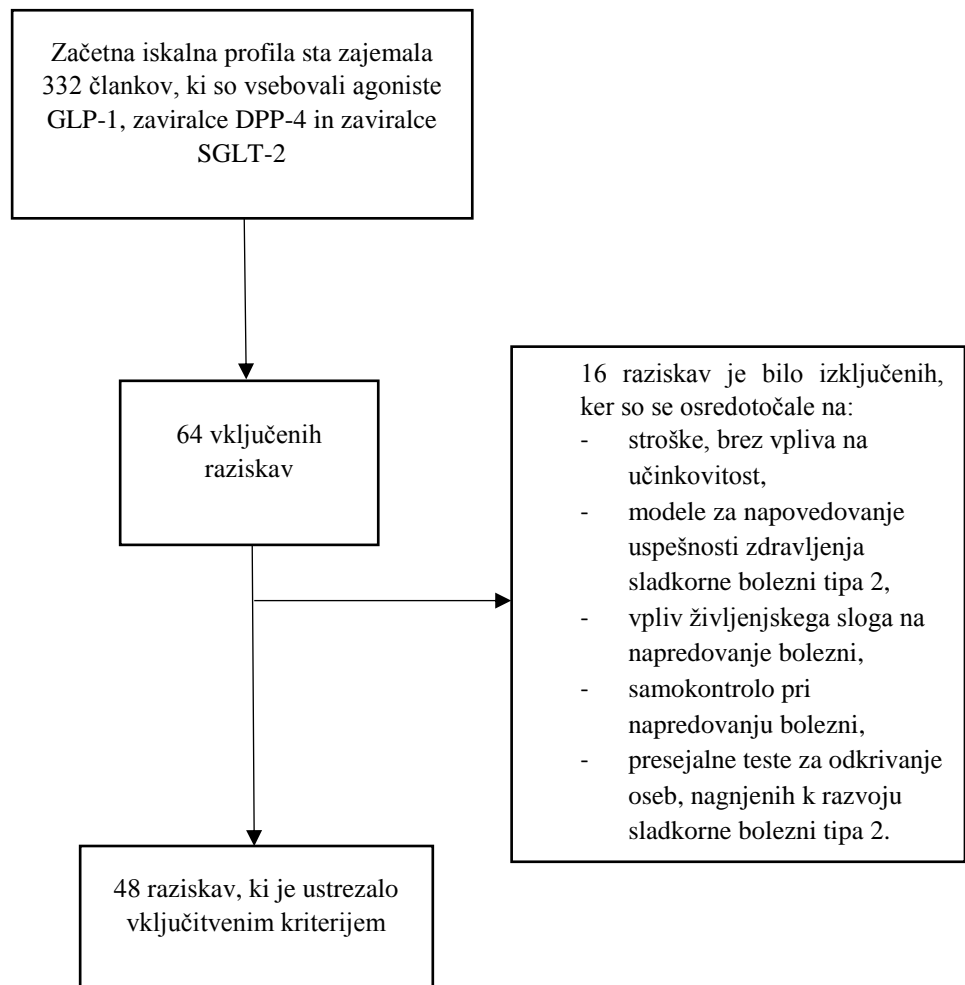 Začetna iskalna profila sta zajemala
332 člankov, ki so vsebovali agoniste
GLP-1, zaviralce DPP-4 in zaviralce
SGLT-2
64 vključenih
raziskav
16 raziskav je bilo izključenih,
ker so se osredotočale na:
- stroške, brez vpliva na
učinkovitost,
- modele za napovedovanje
uspešnosti zdravljenja
sladkorne bolezni tipa 2,
- vpliv življenjskega sloga na
napredovanje bolezni,
- samokontrolo pri
napredovanju bolezni,
- presejalne teste za odkrivanje
oseb, nagnjenih k razvoju
sladkorne bolezni tipa 2.
48 raziskav, ki je ustrezalo
vključitvenim kriterijem